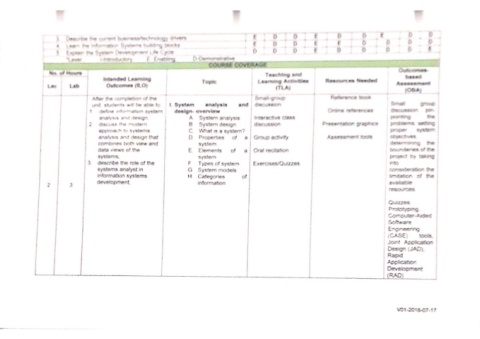 3. Describe the current business/technology drivers E D D D D E D D
4. Learn the Information Systems building blocks
5. Explain the System Development Life Cycle
*Level: I-Introductory E: Enabling D-Demonstrative
COURSE COVERAGE
No. of Hours
Lec Lab
Intended Learning
Outcomes (ILO)
Topic
Teaching and
Learning Activities
(TLA)
Resources Needed
Outcomes-
based
Assessment
(OBA)
2 3
After the completion of the
unit, students will be able to:
1. define information system
analysis and design
2. discuss the modern
approach to systems
analysis and design that
combines both view and
data views of the
systems.
3. describe the role of the
systems analyst in
information systems
development.
I. System analysis and
design- overview
A. System analysis
B. System design
C. What is a system?
D. Properties of a
system
E. Elements of a
system
F. Types of system
G. System models
H. Categories of
information
Small-group
discussion
Interactive class
discussion
Group activity
Oral recitation
Exercises/Quizzes
Reference book
Online references
Presentation graphics
Assessment tools
Small group
discussion pin-
pointing the
problems setting
proper system
objectives,
determining the
boundaries of the
project by taking
into
consideration the
limitation of the
available
resources
Quizzes
Prototyping,
Computer-Aided
Software
Engineering
(CASE) tools,
Joint Application
Design (JAD),
Rapid
Application
Development
(RAD)
V01-2016-07-17